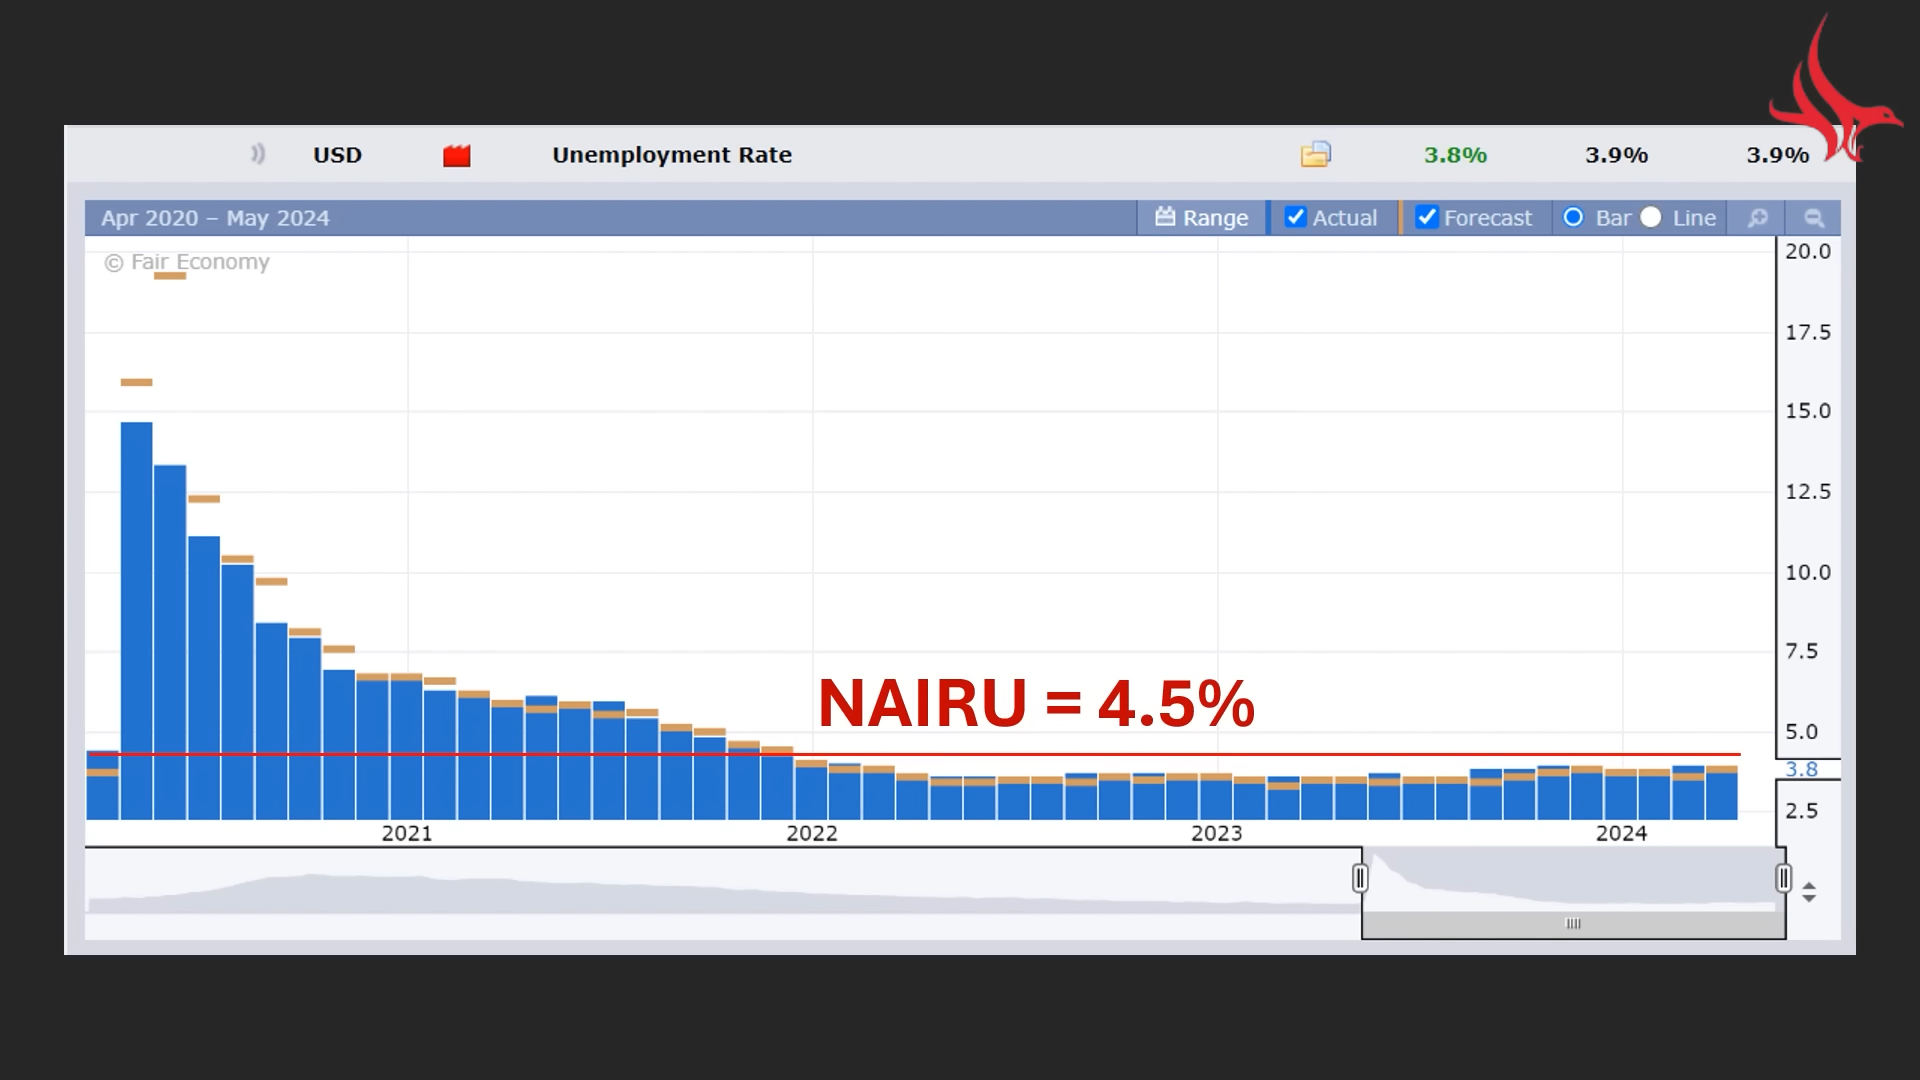 USD Unemployment Rate 3.8% 3.9% 3.9%
Apr 2020 – May 2024 Range Actual Forecast Bar Line
© Fair Economy
20.0
17.5
15.0
12.5
10.0
7.5
NAIRU = 4.5%
5.0
3.8
2.5
2021 2022 2023 2024